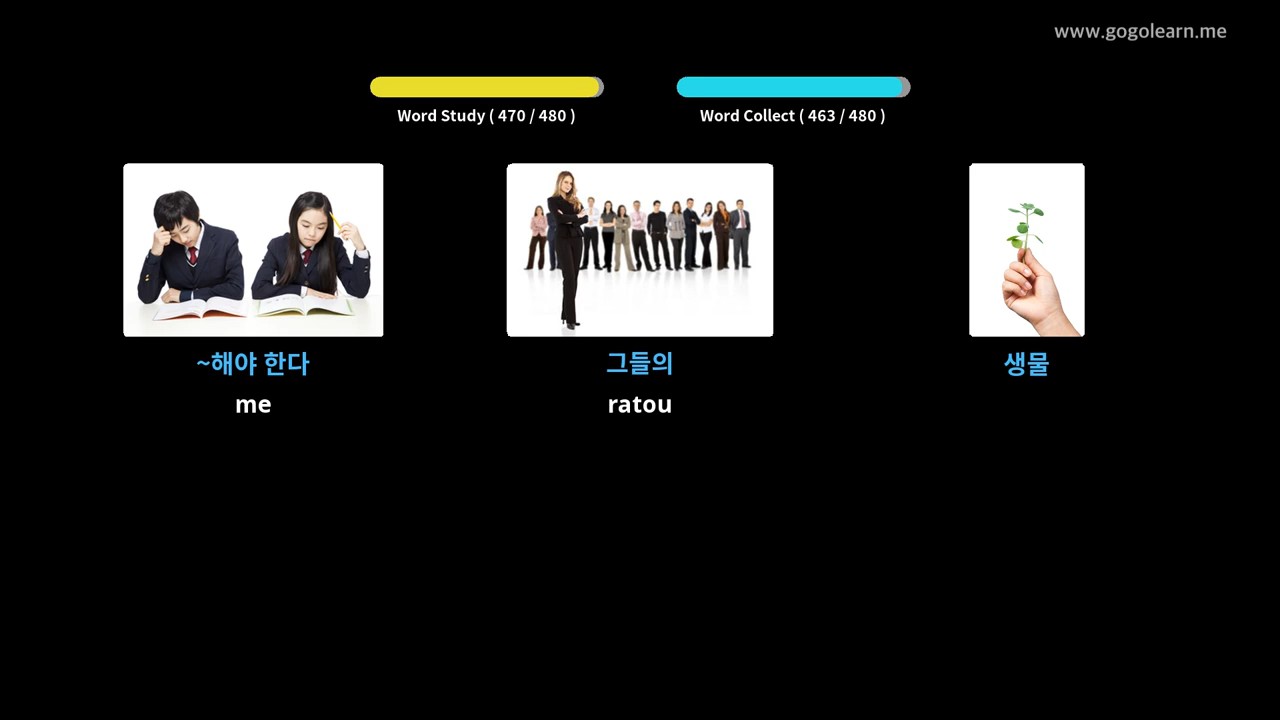 www.gogolearn.me
Word Study ( 470 / 480 )
Word Collect ( 463 / 480 )
~해야 한다
그들의
생물
me
ratou